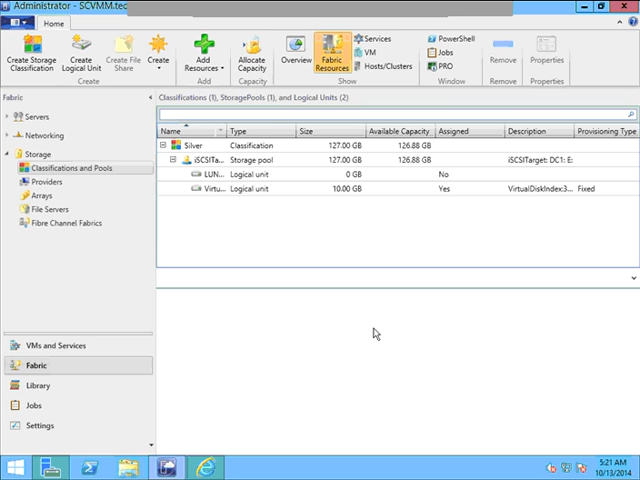 Administrator - SCVMM.tec
Home
Create Storage Classification
Create Logical Unit
Create File Share
Create
Add Resources
Allocate Capacity
Overview
Fabric Resources
Services
VM
Hosts/Clusters
PowerShell
Jobs
PRO
Remove
Properties
Create
Add
Capacity
Show
Window
Remove
Properties
Fabric
Servers
Networking
Storage
Classifications and Pools
Providers
Arrays
File Servers
Fibre Channel Fabrics
Classifications (1), StoragePools (1), and Logical Units (2)
Name Type Size Available Capacity Assigned Description Provisioning Type
Silver Classification 127.00 GB 126.88 GB
iSCSITa... Storage pool 127.00 GB 126.88 GB iSCSITarget: DC1: E:
LUN... Logical unit 0 GB No
Virtu... Logical unit 10.00 GB Yes VirtualDiskIndex:3... Fixed
VMs and Services
Fabric
Library
Jobs
Settings
5:21 AM
10/13/2014